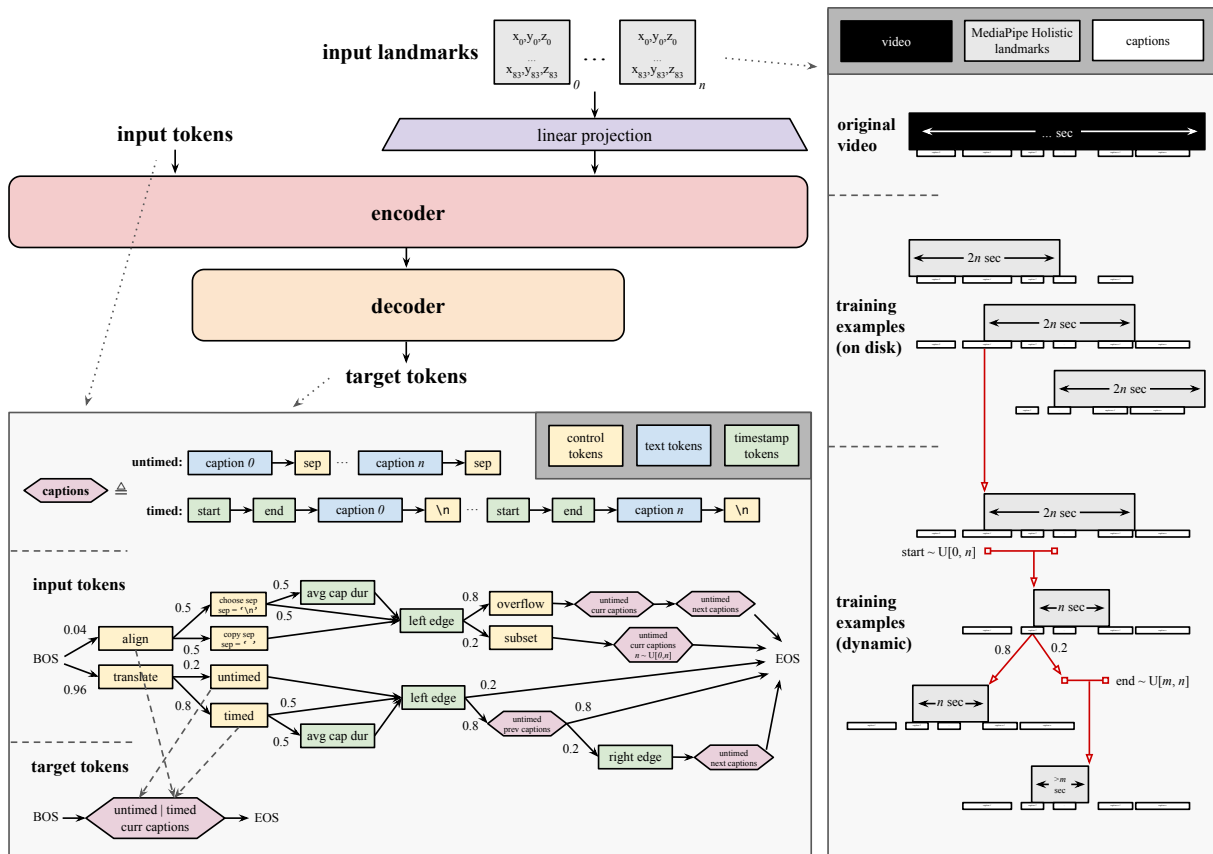 input landmarks
x0,y0,z0
...
x83,y83,z83
0
...
x0,y0,z0
...
x83,y83,z83
n
input tokens
linear projection
encoder
decoder
target tokens
control tokens
text tokens
timestamp tokens
captions ≜
untimed:
caption 0
sep
...
caption n
sep
timed:
start
end
caption 0
\n
...
start
end
caption n
\n
input tokens
BOS
0.04
0.96
align
translate
0.5
0.5
0.2
0.8
choose sep
sep = '\n'
copy sep
sep = '\n'
untimed
timed
0.5
0.5
0.5
0.5
avg cap dur
avg cap dur
left edge
left edge
0.8
0.2
overflow
subset
untimed
curr captions
untimed
next captions
untimed
curr captions
n ~ U[0,n]
0.2
0.8
untimed
prev captions
0.8
0.2
right edge
untimed
next captions
EOS
target tokens
BOS
untimed | timed
curr captions
EOS
video
MediaPipe Holistic
landmarks
captions
original
video
... sec
training
examples
(on disk)
2n sec
2n sec
2n sec
training
examples
(dynamic)
2n sec
start ~ U[0, n]
n sec
0.8
0.2
end ~ U[m, n]
n sec
>m
sec